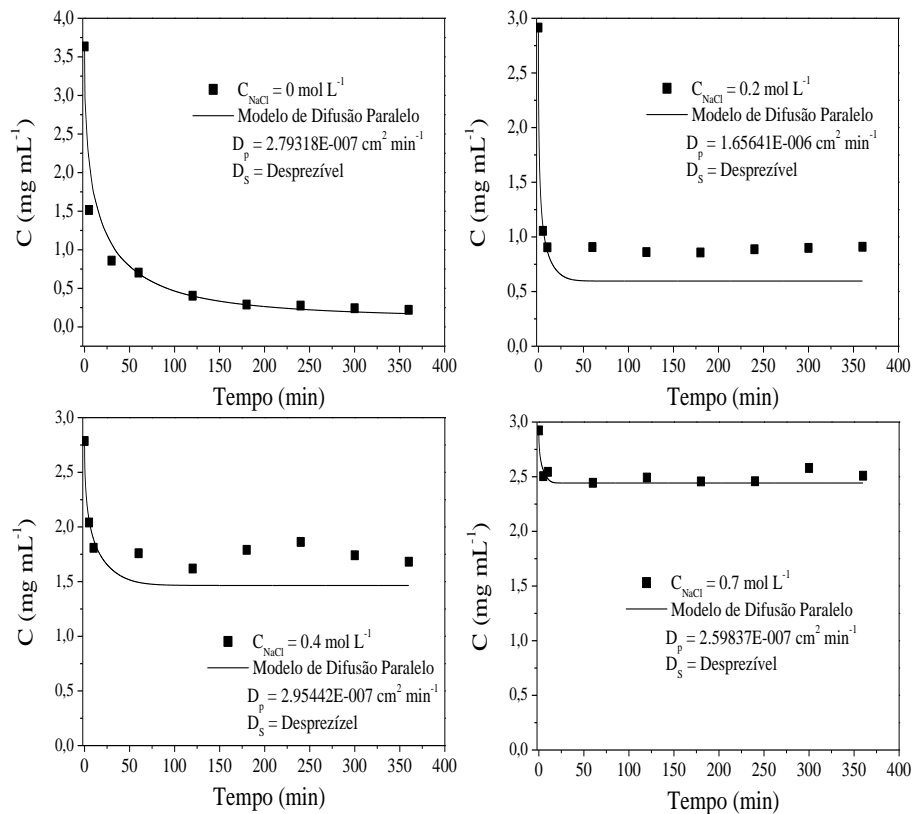 4,0
3,5
3,0
2,5
2,0
1,5
1,0
0,5
0,0
C (mg mL⁻¹)
C_NaCl = 0 mol L⁻¹
Modelo de Difusão Paralelo
D_p = 2.79318E-007 cm² min⁻¹
D_S = Desprezível
0 50 100 150 200 250 300 350 400
Tempo (min)
3,0
2,5
2,0
1,5
1,0
0,5
0,0
C (mg mL⁻¹)
C_NaCl = 0.2 mol L⁻¹
Modelo de Difusão Paralelo
D_p = 1.65641E-006 cm² min⁻¹
D_S = Desprezível
0 50 100 150 200 250 300 350 400
Tempo (min)
3,0
2,5
2,0
1,5
1,0
0,5
0,0
C (mg mL⁻¹)
C_NaCl = 0.4 mol L⁻¹
Modelo de Difusão Paralelo
D_p = 2.95442E-007 cm² min⁻¹
D_S = Desprezízel
0 50 100 150 200 250 300 350 400
Tempo (min)
3,0
2,5
2,0
1,5
1,0
0,5
0,0
C (mg mL⁻¹)
C_NaCl = 0.7 mol L⁻¹
Modelo de Difusão Paralelo
D_p = 2.59837E-007 cm² min⁻¹
D_S = Desprezível
0 50 100 150 200 250 300 350 400
Tempo (min)